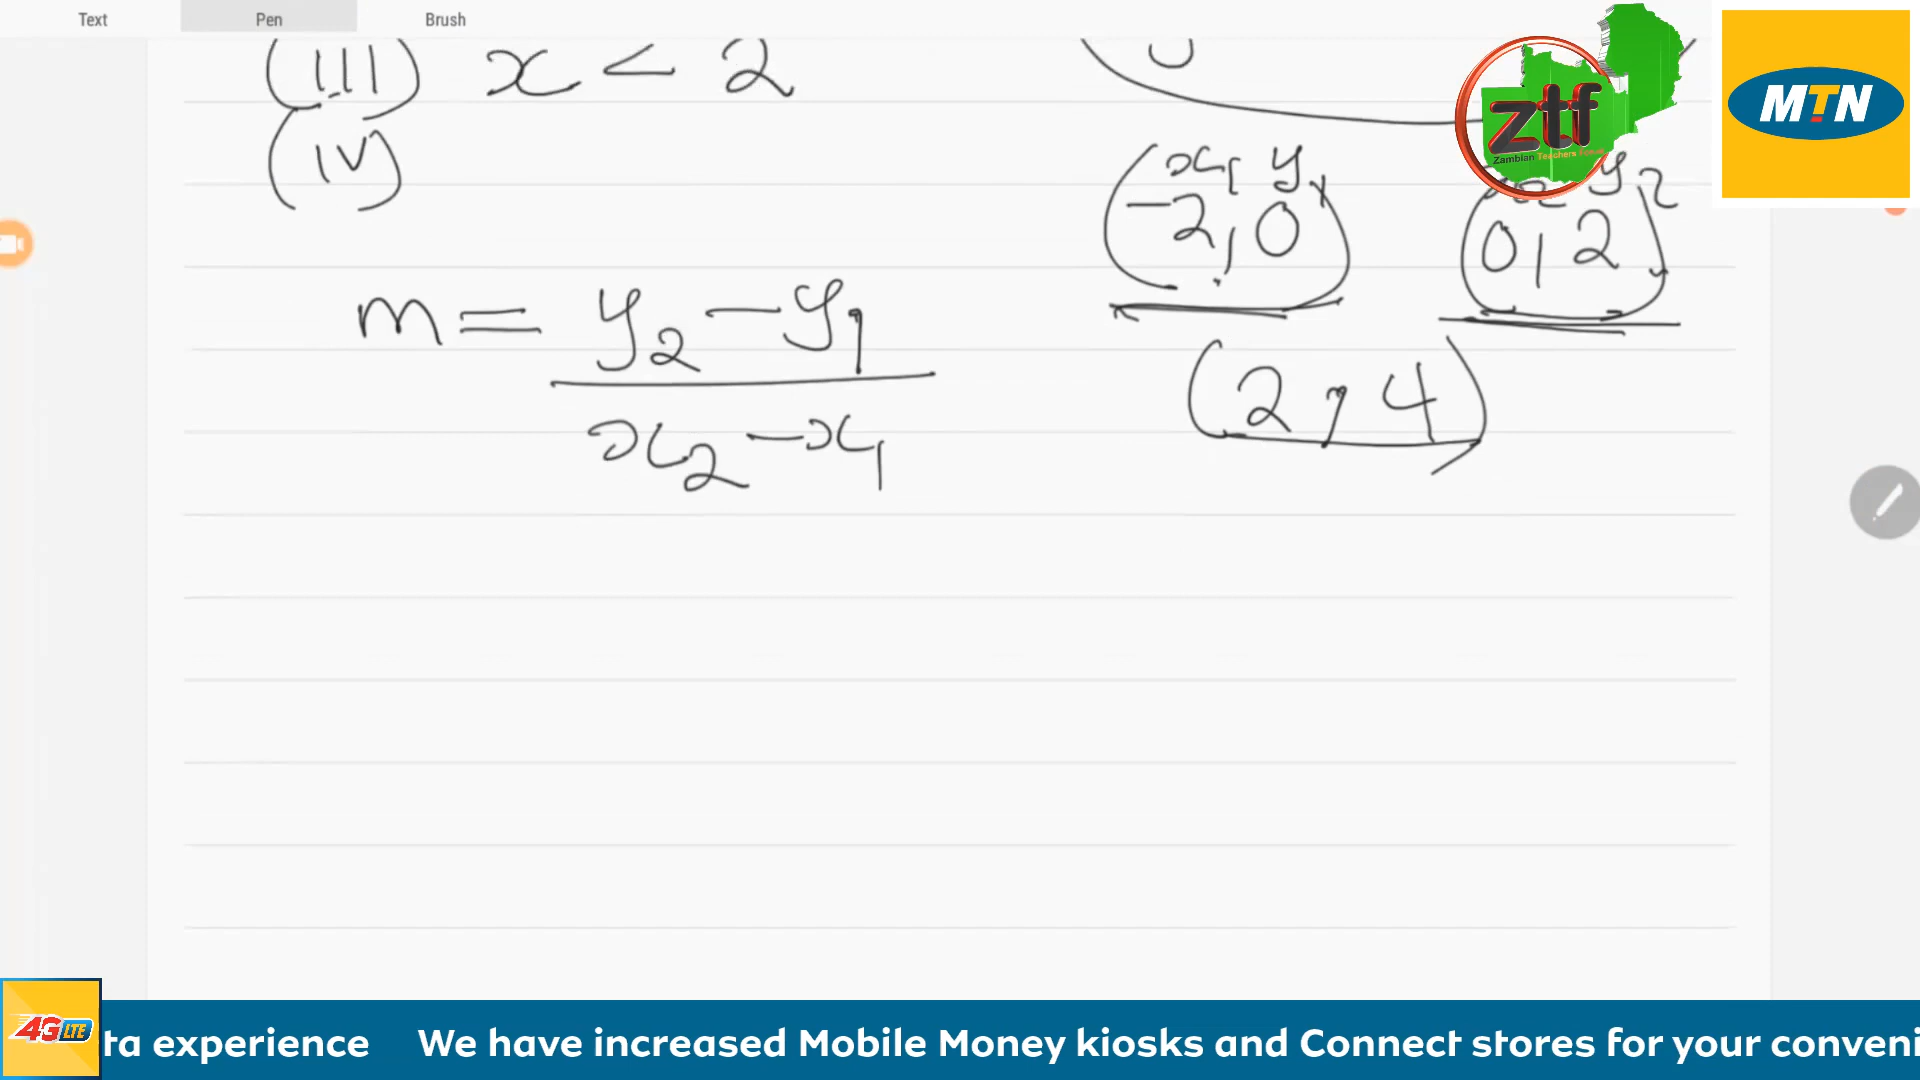 Text Pen Brush
(III) x < 2
(IV)
x₁ y₁
(-2, 0)
y₂
(0, 2)
m = y₂ - y₁
x₂ - x₁
(2, 4)
ztf
Zambian Teachers Forum
MTN
4G LTE
ta experience We have increased Mobile Money kiosks and Connect stores for your conveni